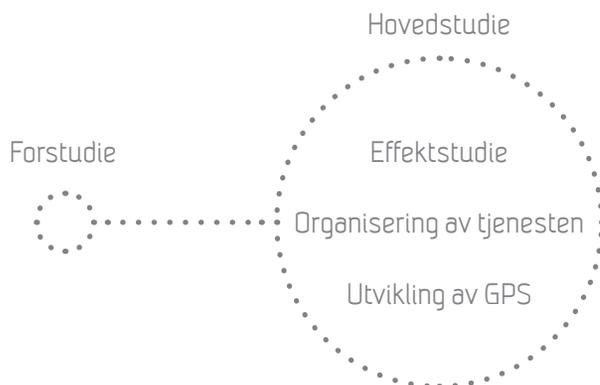 Hovedstudie
Forstudie
Effektstudie
Organisering av tjenesten
Utvikling av GPS